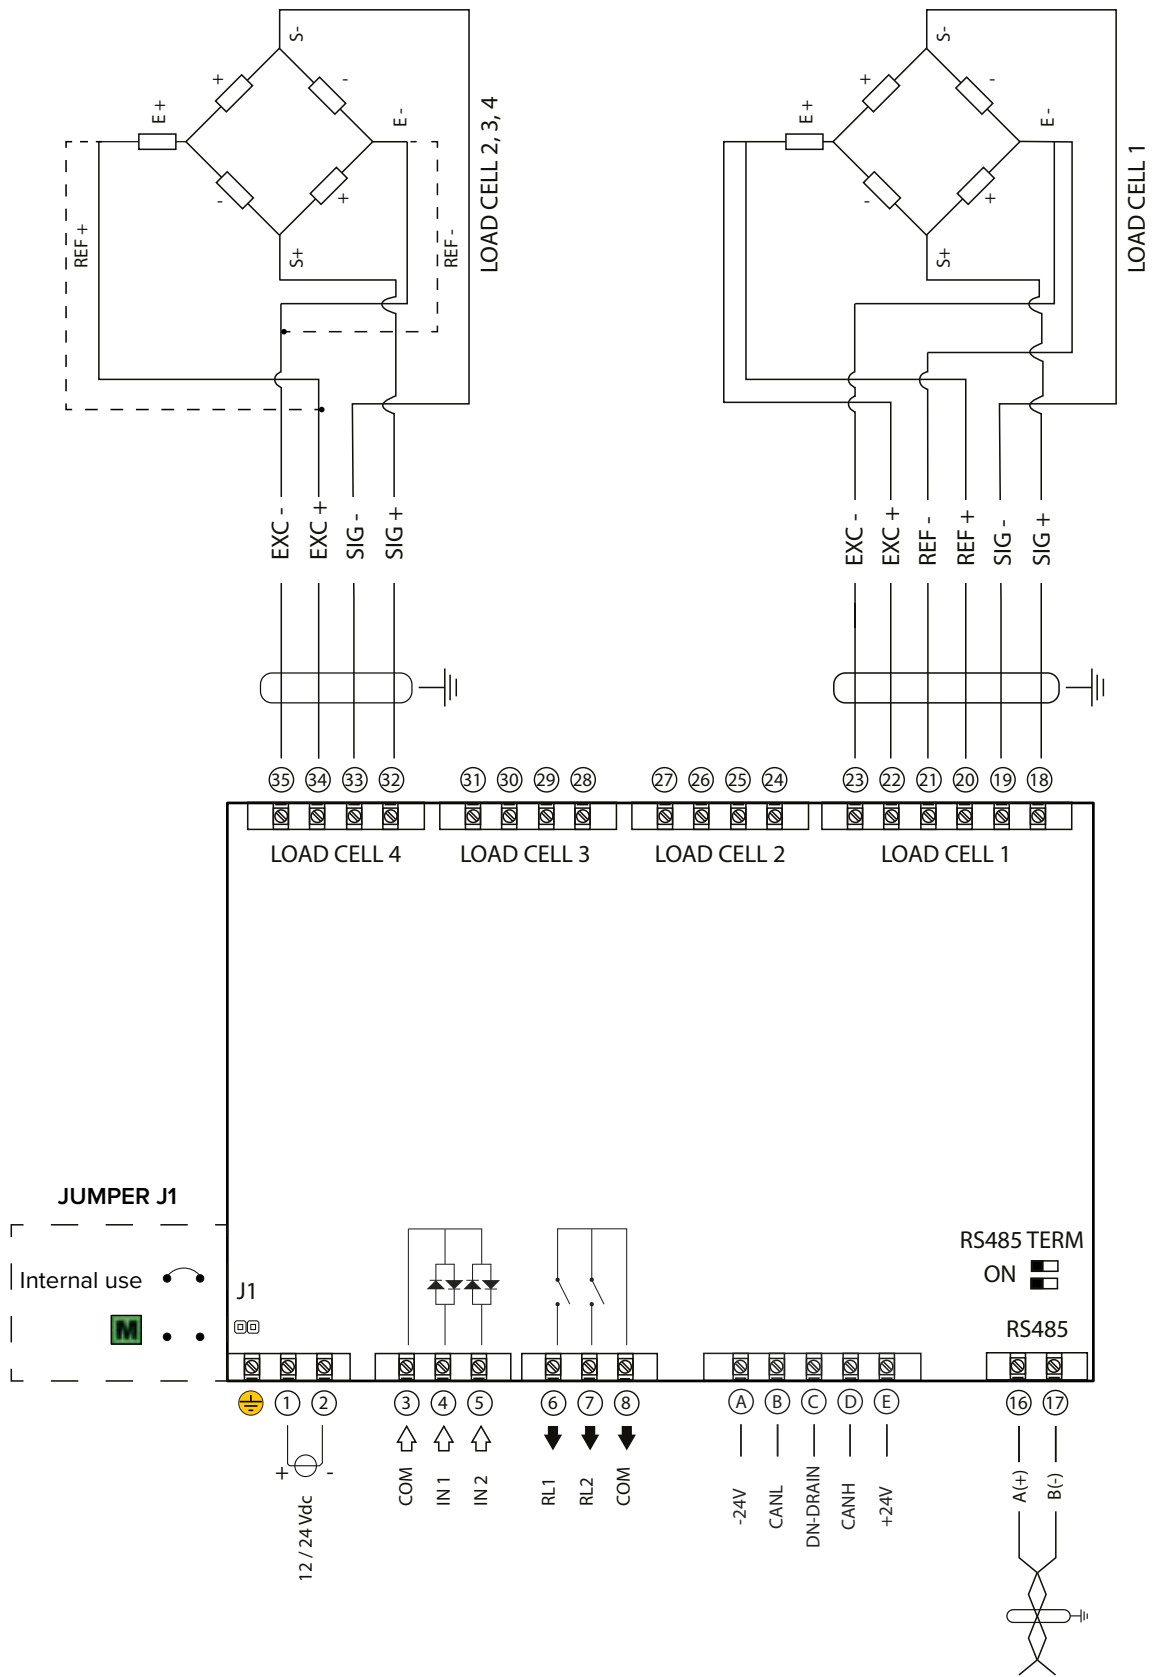 S-
S-
+
-
+
-
E +
E -
E +
E -
-
+
-
+
REF +
S+
REF -
LOAD CELL 2, 3, 4
S+
LOAD CELL 1
EXC -
EXC +
SIG -
SIG +
EXC -
EXC +
REF -
REF +
SIG -
SIG +
35 34 33 32
31 30 29 28
27 26 25 24
23 22 21 20 19 18
LOAD CELL 4
LOAD CELL 3
LOAD CELL 2
LOAD CELL 1
JUMPER J1
Internal use
M
J1
RS485 TERM
ON
RS485
1 2
3 4 5
6 7 8
A B C D E
16 17
+ -
12 / 24 Vdc
COM
IN 1
IN 2
RL1
RL2
COM
-24V
CANL
DN-DRAIN
CANH
+24V
A(+)
B(-)